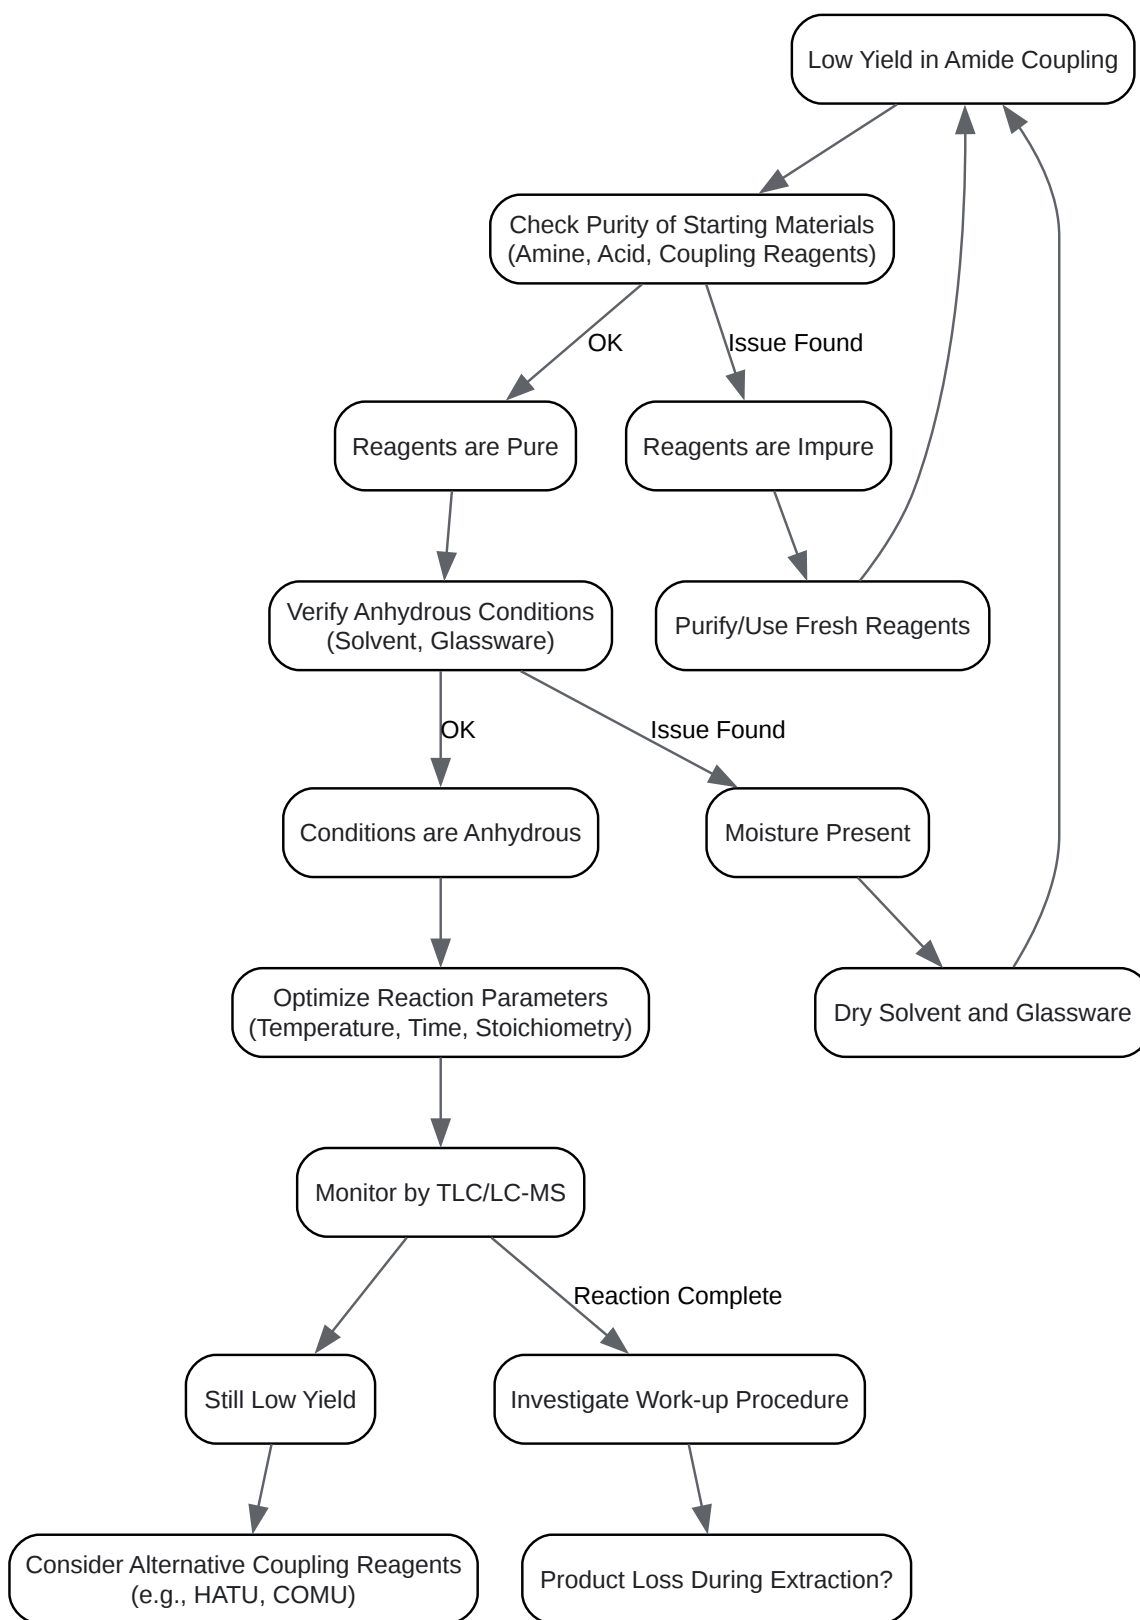 Low Yield in Amide Coupling
Check Purity of Starting Materials
(Amine, Acid, Coupling Reagents)
OK
Issue Found
Reagents are Pure
Reagents are Impure
Verify Anhydrous Conditions
(Solvent, Glassware)
Purify/Use Fresh Reagents
OK
Issue Found
Conditions are Anhydrous
Moisture Present
Optimize Reaction Parameters
(Temperature, Time, Stoichiometry)
Dry Solvent and Glassware
Monitor by TLC/LC-MS
Reaction Complete
Still Low Yield
Investigate Work-up Procedure
Consider Alternative Coupling Reagents
(e.g., HATU, COMU)
Product Loss During Extraction?